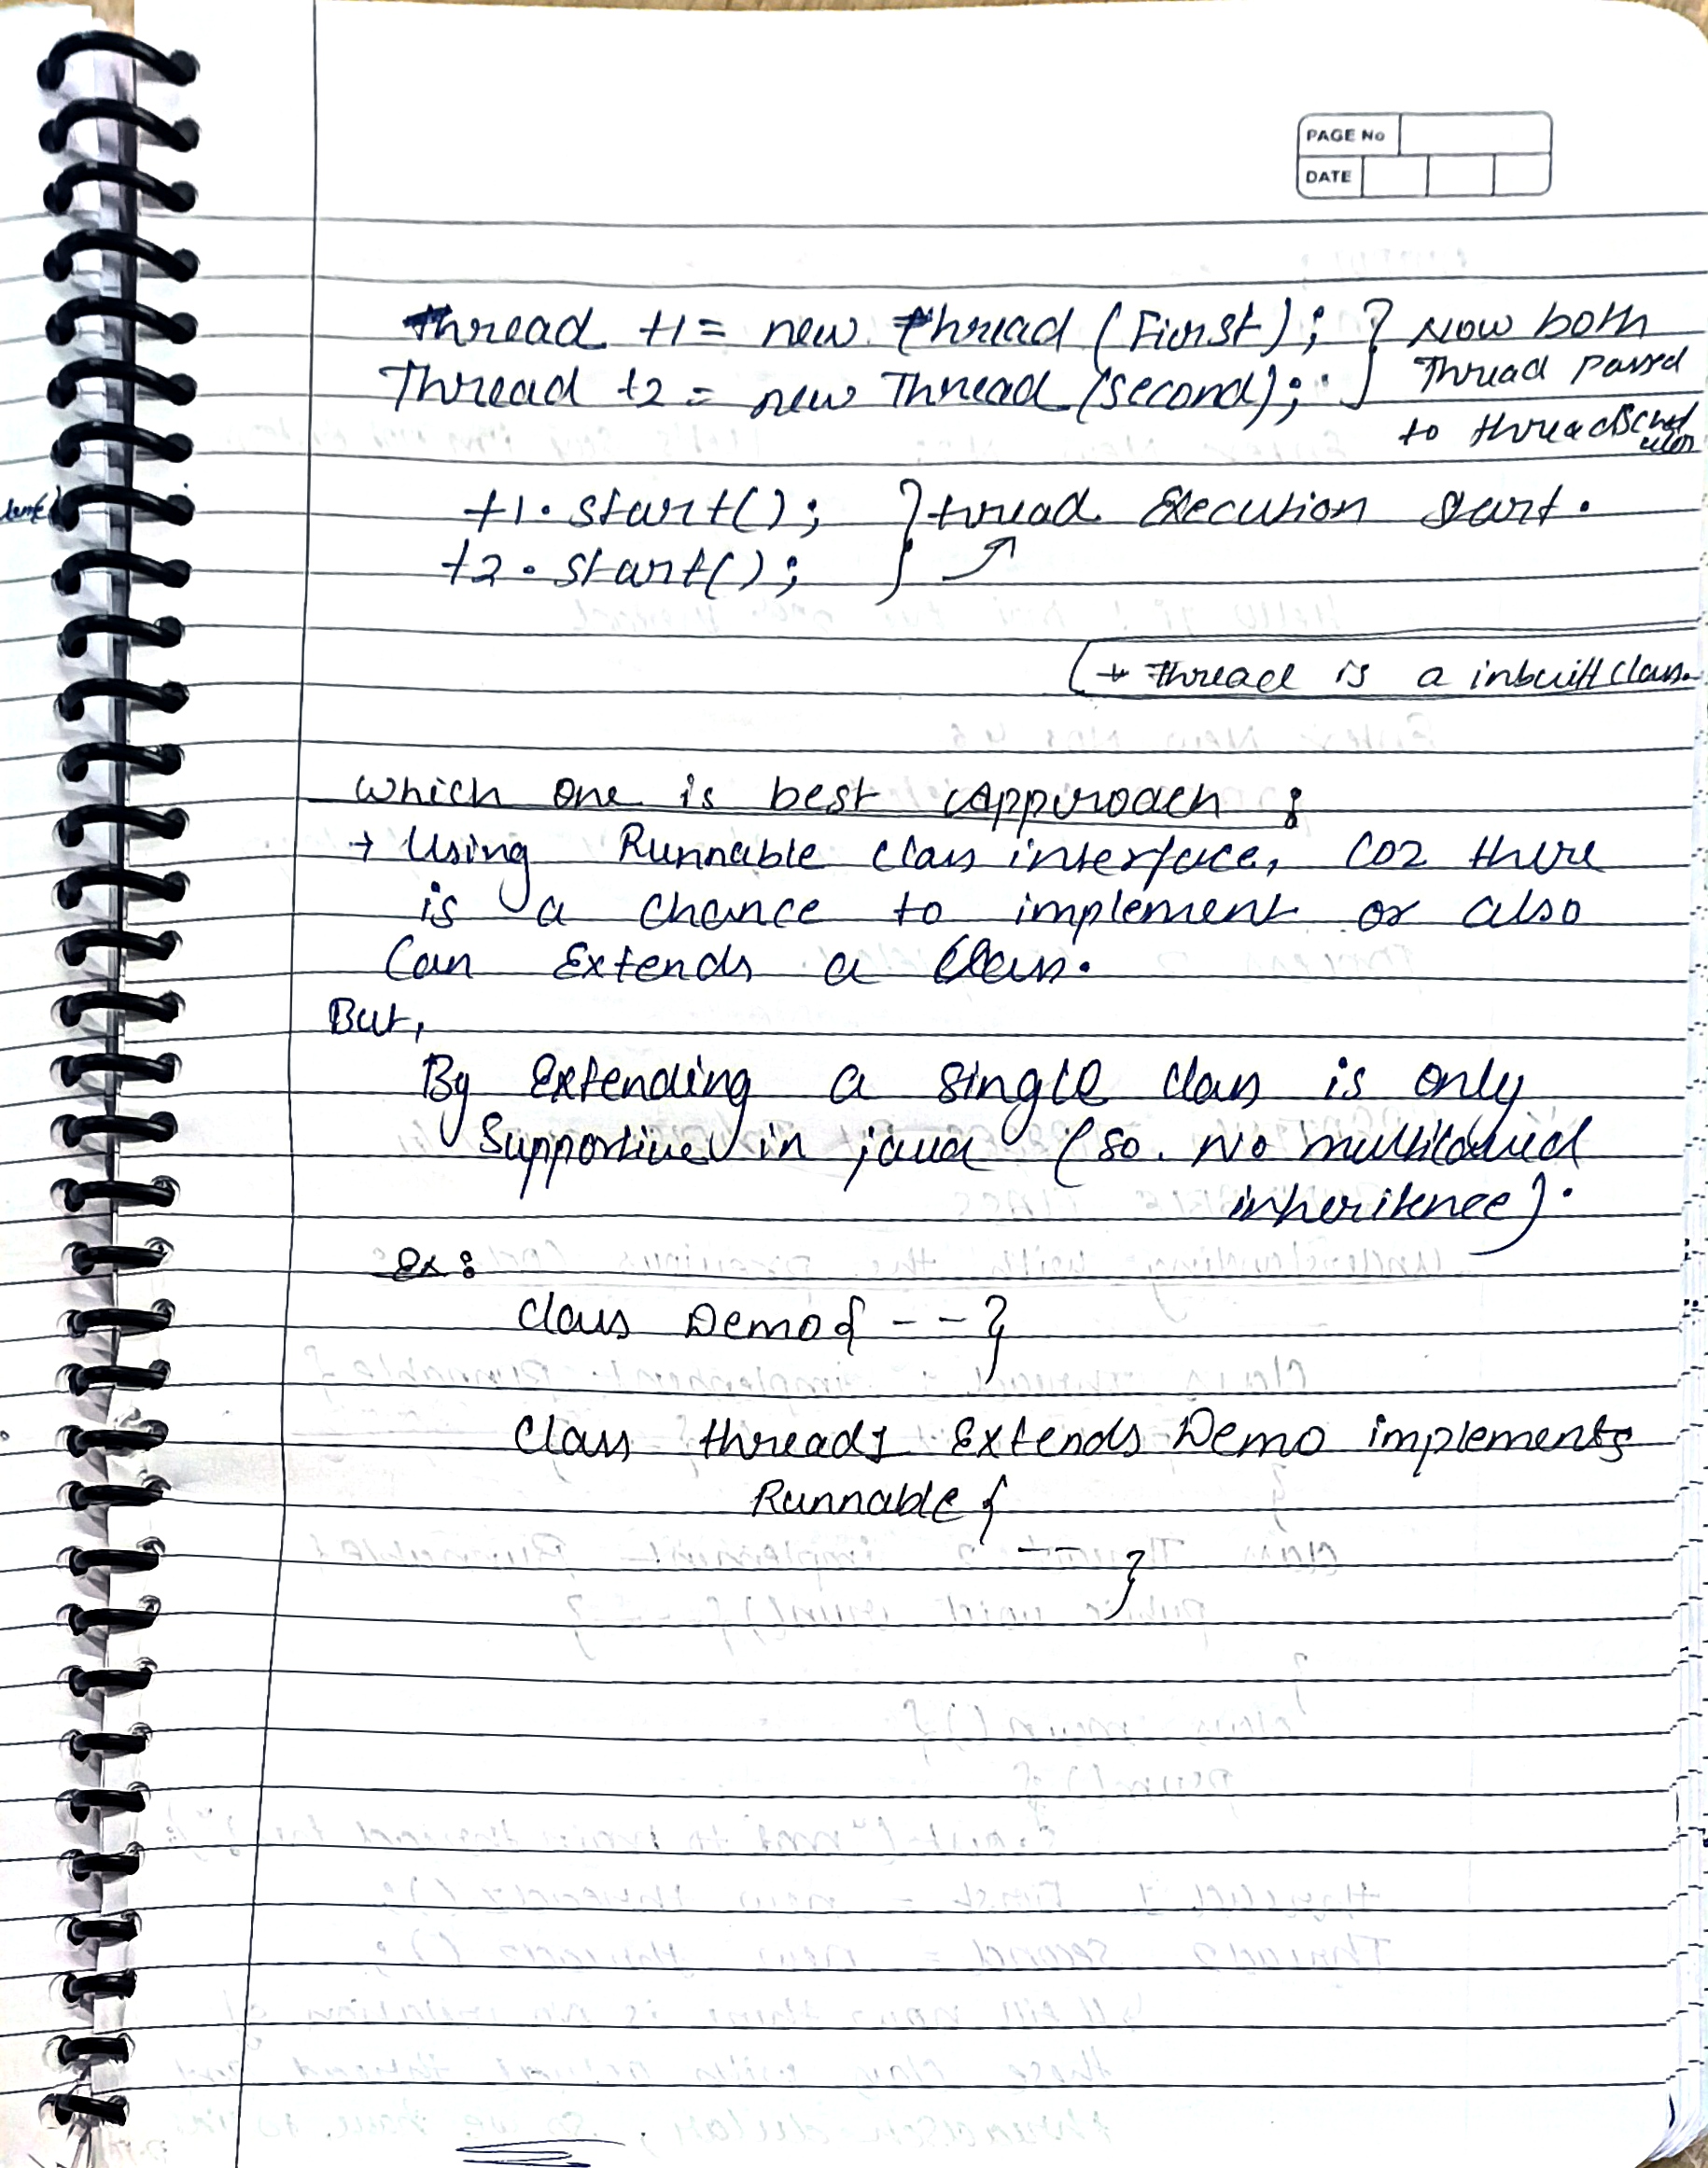 PAGE No
DATE
Thread t1 = new Thread (First); } Now both
Thread t2 = new Thread (second); } Thread passed
to threadSchedular
t1. start(); } thread Execution start.
t2. start(); }
→ thread is a inbuilt class.
which one is best Approach :
→ Using Runnable class interface, coz there
is a chance to implement or also
Can Extends a Class.
But,
By Extending a single class is only
Supportive in java (so. No
inheritence).
Ex:
Class Demo{ -- }
Class thread1 Extends Demo implements
Runnable {
-- }